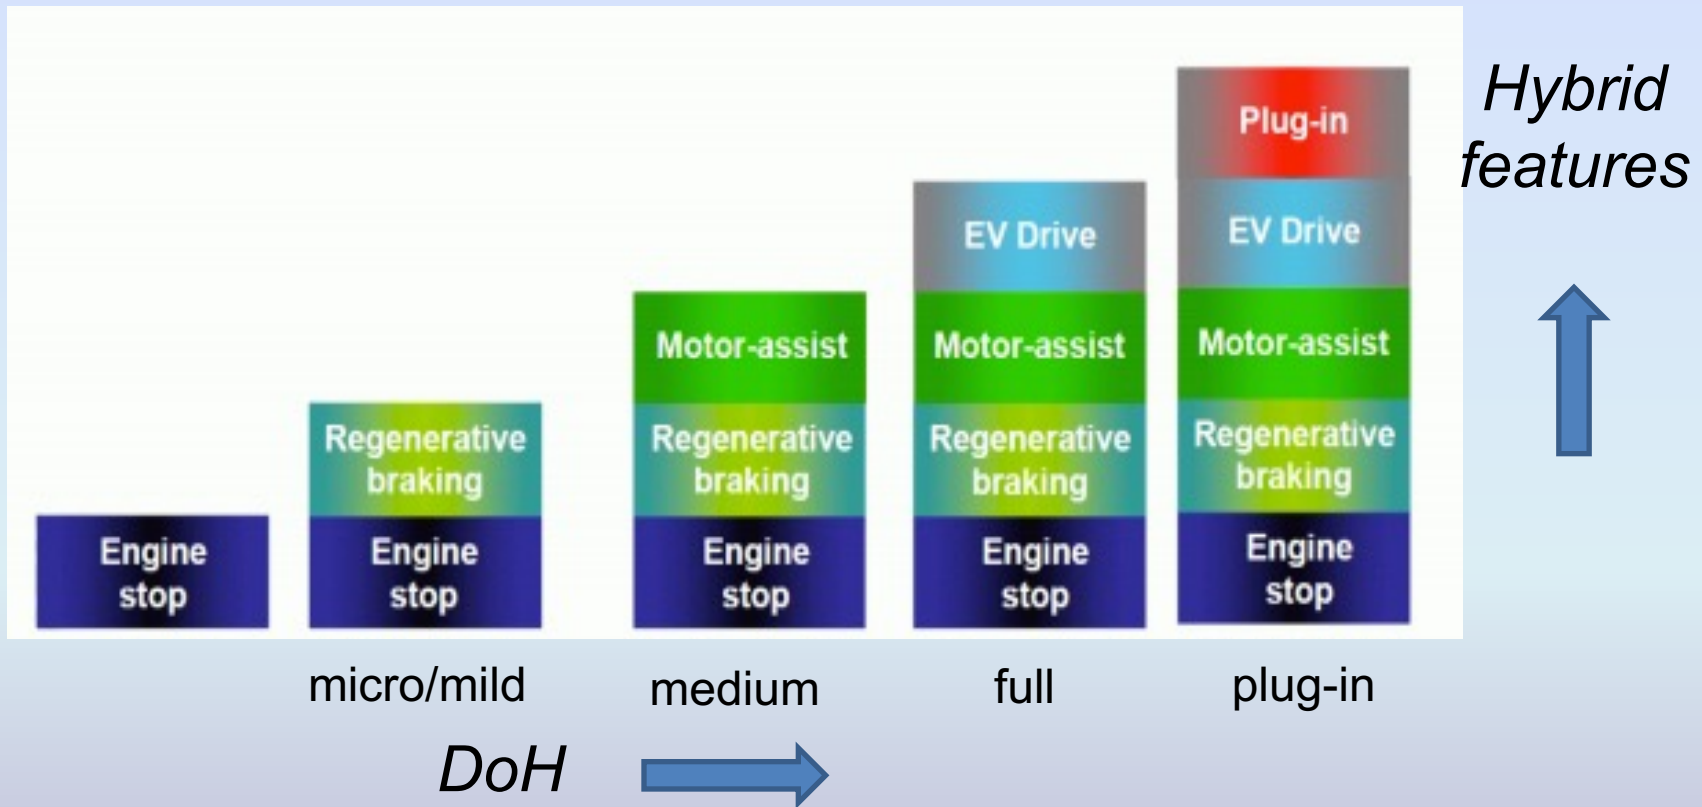 Hybrid
features
Plug-in
EV Drive
EV Drive
Motor-assist
Motor-assist
Motor-assist
Regenerative
braking
Regenerative
braking
Regenerative
braking
Regenerative
braking
Engine
stop
Engine
stop
Engine
stop
Engine
stop
Engine
stop
micro/mild
medium
full
plug-in
DoH